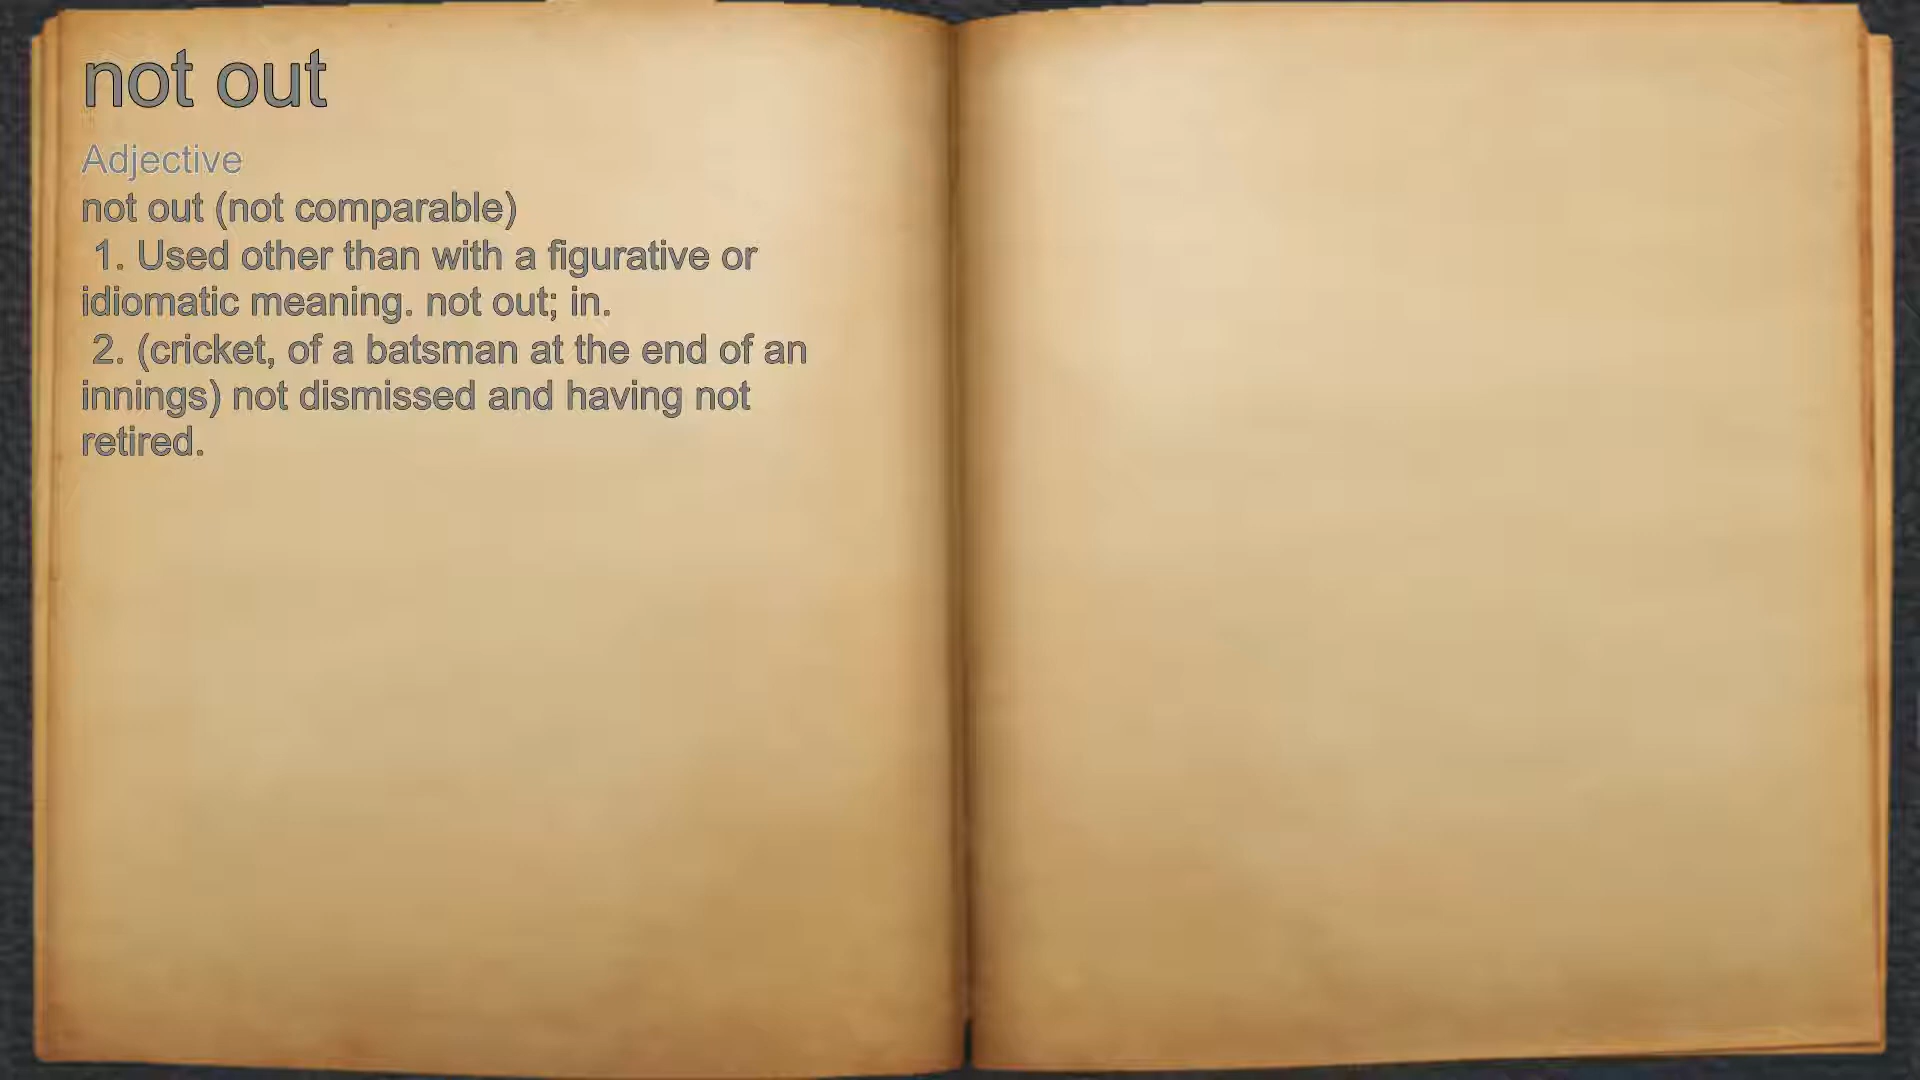 not out
Adjective
not out (not comparable)
1. Used other than with a figurative or
idiomatic meaning. not out; in.
2. (cricket, of a batsman at the end of an
innings) not dismissed and having not
retired.